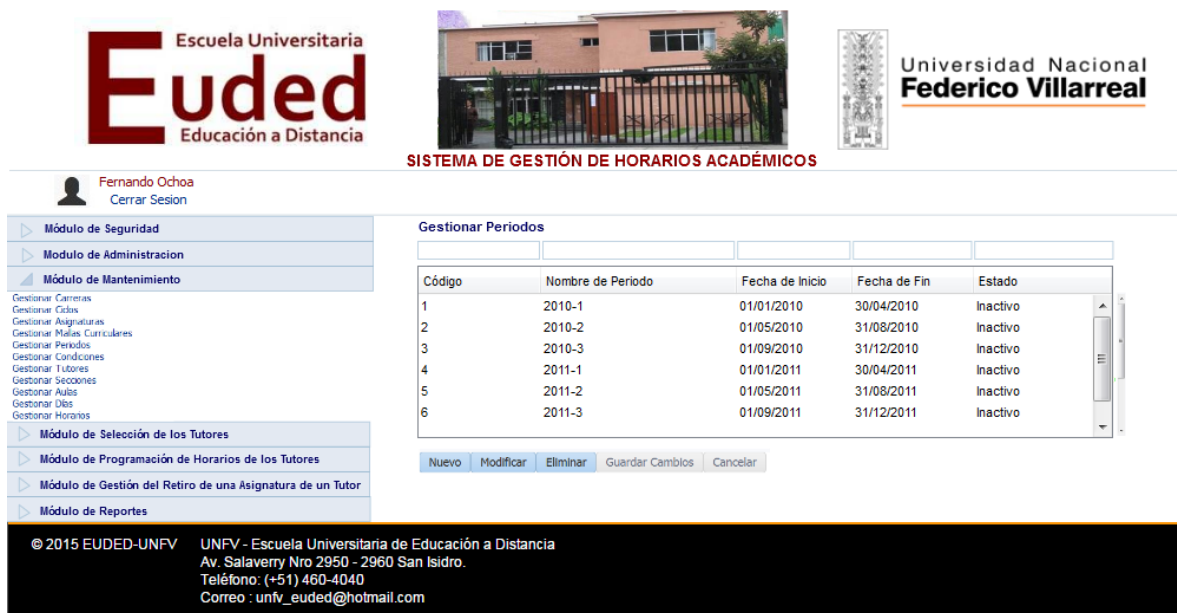 Escuela Universitaria
Euded
Educación a Distancia
Universidad Nacional
Federico Villarreal
SISTEMA DE GESTIÓN DE HORARIOS ACADÉMICOS
Fernando Ochoa
Cerrar Sesion
Módulo de Seguridad
Modulo de Administracion
Módulo de Mantenimiento
Gestionar Carreras
Gestionar Ciclos
Gestionar Asignaturas
Gestionar Mallas Curriculares
Gestionar Periodos
Gestionar Condiciones
Gestionar Tutores
Gestionar Secciones
Gestionar Aulas
Gestionar Días
Gestionar Horarios
Módulo de Selección de los Tutores
Módulo de Programación de Horarios de los Tutores
Módulo de Gestión del Retiro de una Asignatura de un Tutor
Módulo de Reportes
Gestionar Periodos
Código Nombre de Periodo Fecha de Inicio Fecha de Fin Estado
1 2010-1 01/01/2010 30/04/2010 Inactivo
2 2010-2 01/05/2010 31/08/2010 Inactivo
3 2010-3 01/09/2010 31/12/2010 Inactivo
4 2011-1 01/01/2011 30/04/2011 Inactivo
5 2011-2 01/05/2011 31/08/2011 Inactivo
6 2011-3 01/09/2011 31/12/2011 Inactivo
Nuevo Modificar Eliminar Guardar Cambios Cancelar
© 2015 EUDED-UNFV UNFV - Escuela Universitaria de Educación a Distancia
Av. Salaverry Nro 2950 - 2960 San Isidro.
Teléfono: (+51) 460-4040
Correo : unfv_euded@hotmail.com